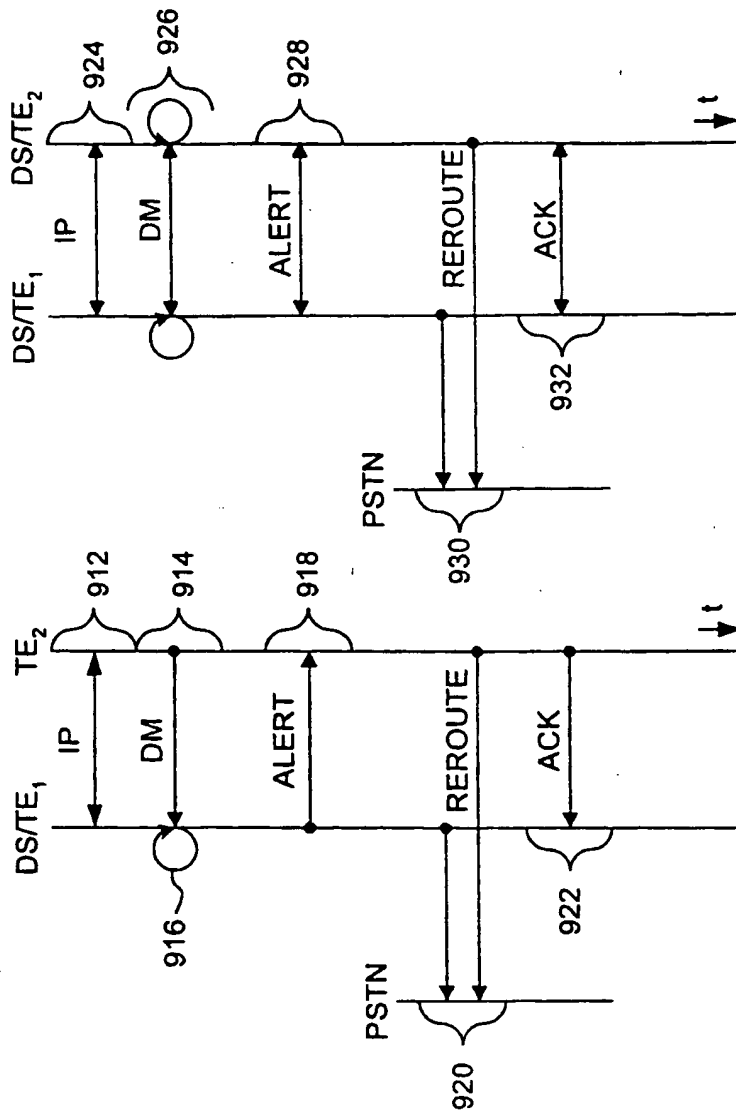 DS/TE1
TE2
IP
912
DM
914
916
ALERT
918
PSTN
REROUTE
920
ACK
922
t
DS/TE1
DS/TE2
IP
924
DM
926
ALERT
928
PSTN
REROUTE
930
ACK
932
t